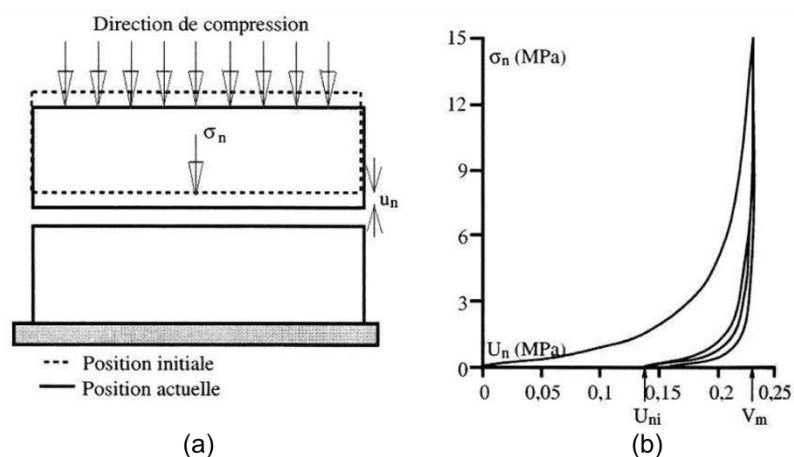 Direction de compression
σn
un
Position initiale
Position actuelle
(a)
15
σn (MPa)
12
9
6
3
Un (MPa)
0
0 0,05 0,1 0,15 0,2 0,25
Uni Vm
(b)